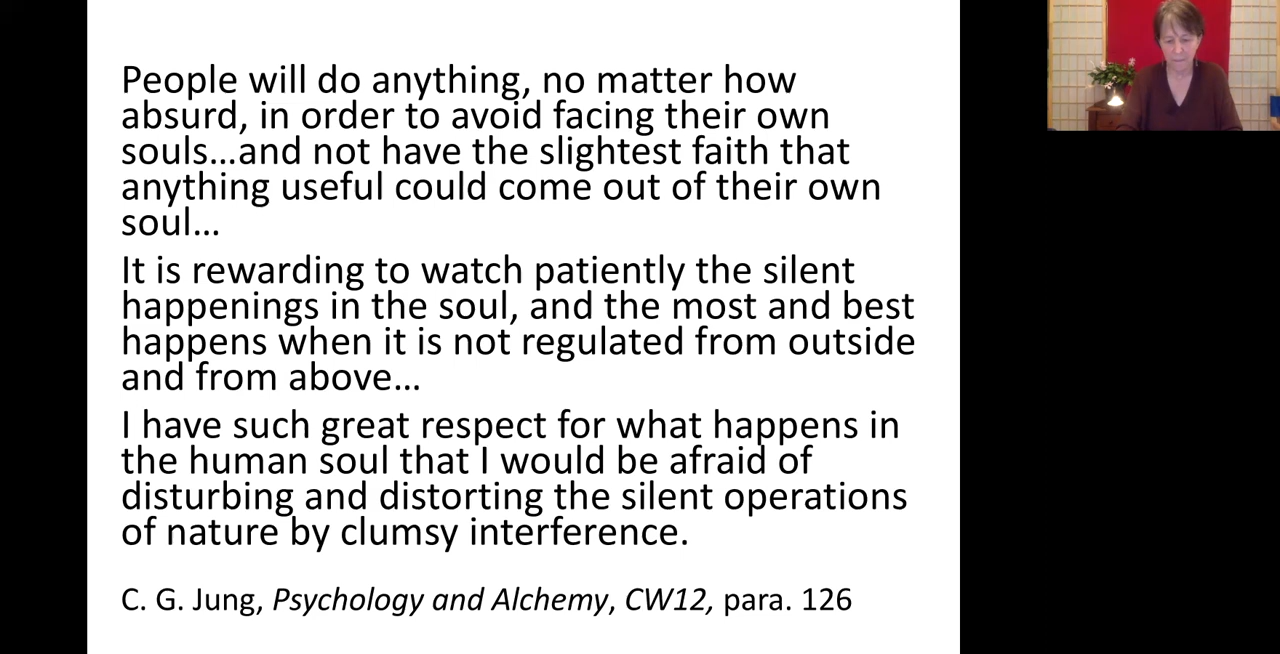 People will do anything, no matter how
absurd, in order to avoid facing their own
souls...and not have the slightest faith that
anything useful could come out of their own
soul...
It is rewarding to watch patiently the silent
happenings in the soul, and the most and best
happens when it is not regulated from outside
and from above...
I have such great respect for what happens in
the human soul that I would be afraid of
disturbing and distorting the silent operations
of nature by clumsy interference.
C. G. Jung, Psychology and Alchemy, CW12, para. 126